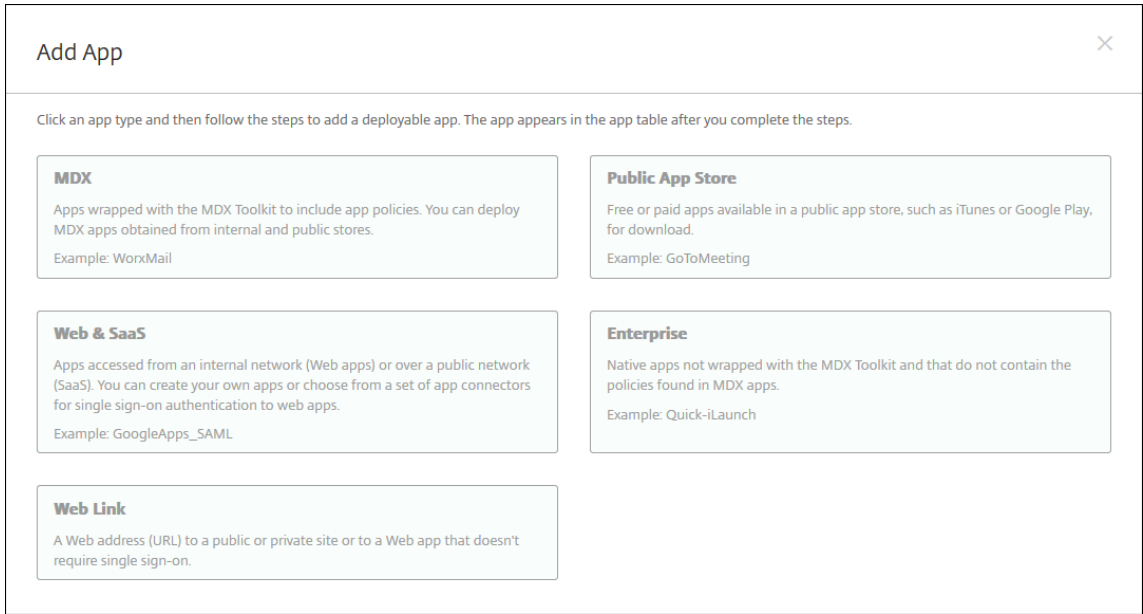 Add App
Click an app type and then follow the steps to add a deployable app. The app appears in the app table after you complete the steps.
MDX
Apps wrapped with the MDX Toolkit to include app policies. You can deploy
MDX apps obtained from internal and public stores.
Example: WorxMail
Public App Store
Free or paid apps available in a public app store, such as iTunes or Google Play,
for download.
Example: GoToMeeting
Web & SaaS
Apps accessed from an internal network (Web apps) or over a public network
(SaaS). You can create your own apps or choose from a set of app connectors
for single sign-on authentication to web apps.
Example: GoogleApps_SAML
Enterprise
Native apps not wrapped with the MDX Toolkit and that do not contain the
policies found in MDX apps.
Example: Quick-iLaunch
Web Link
A Web address (URL) to a public or private site or to a Web app that doesn't
require single sign-on.